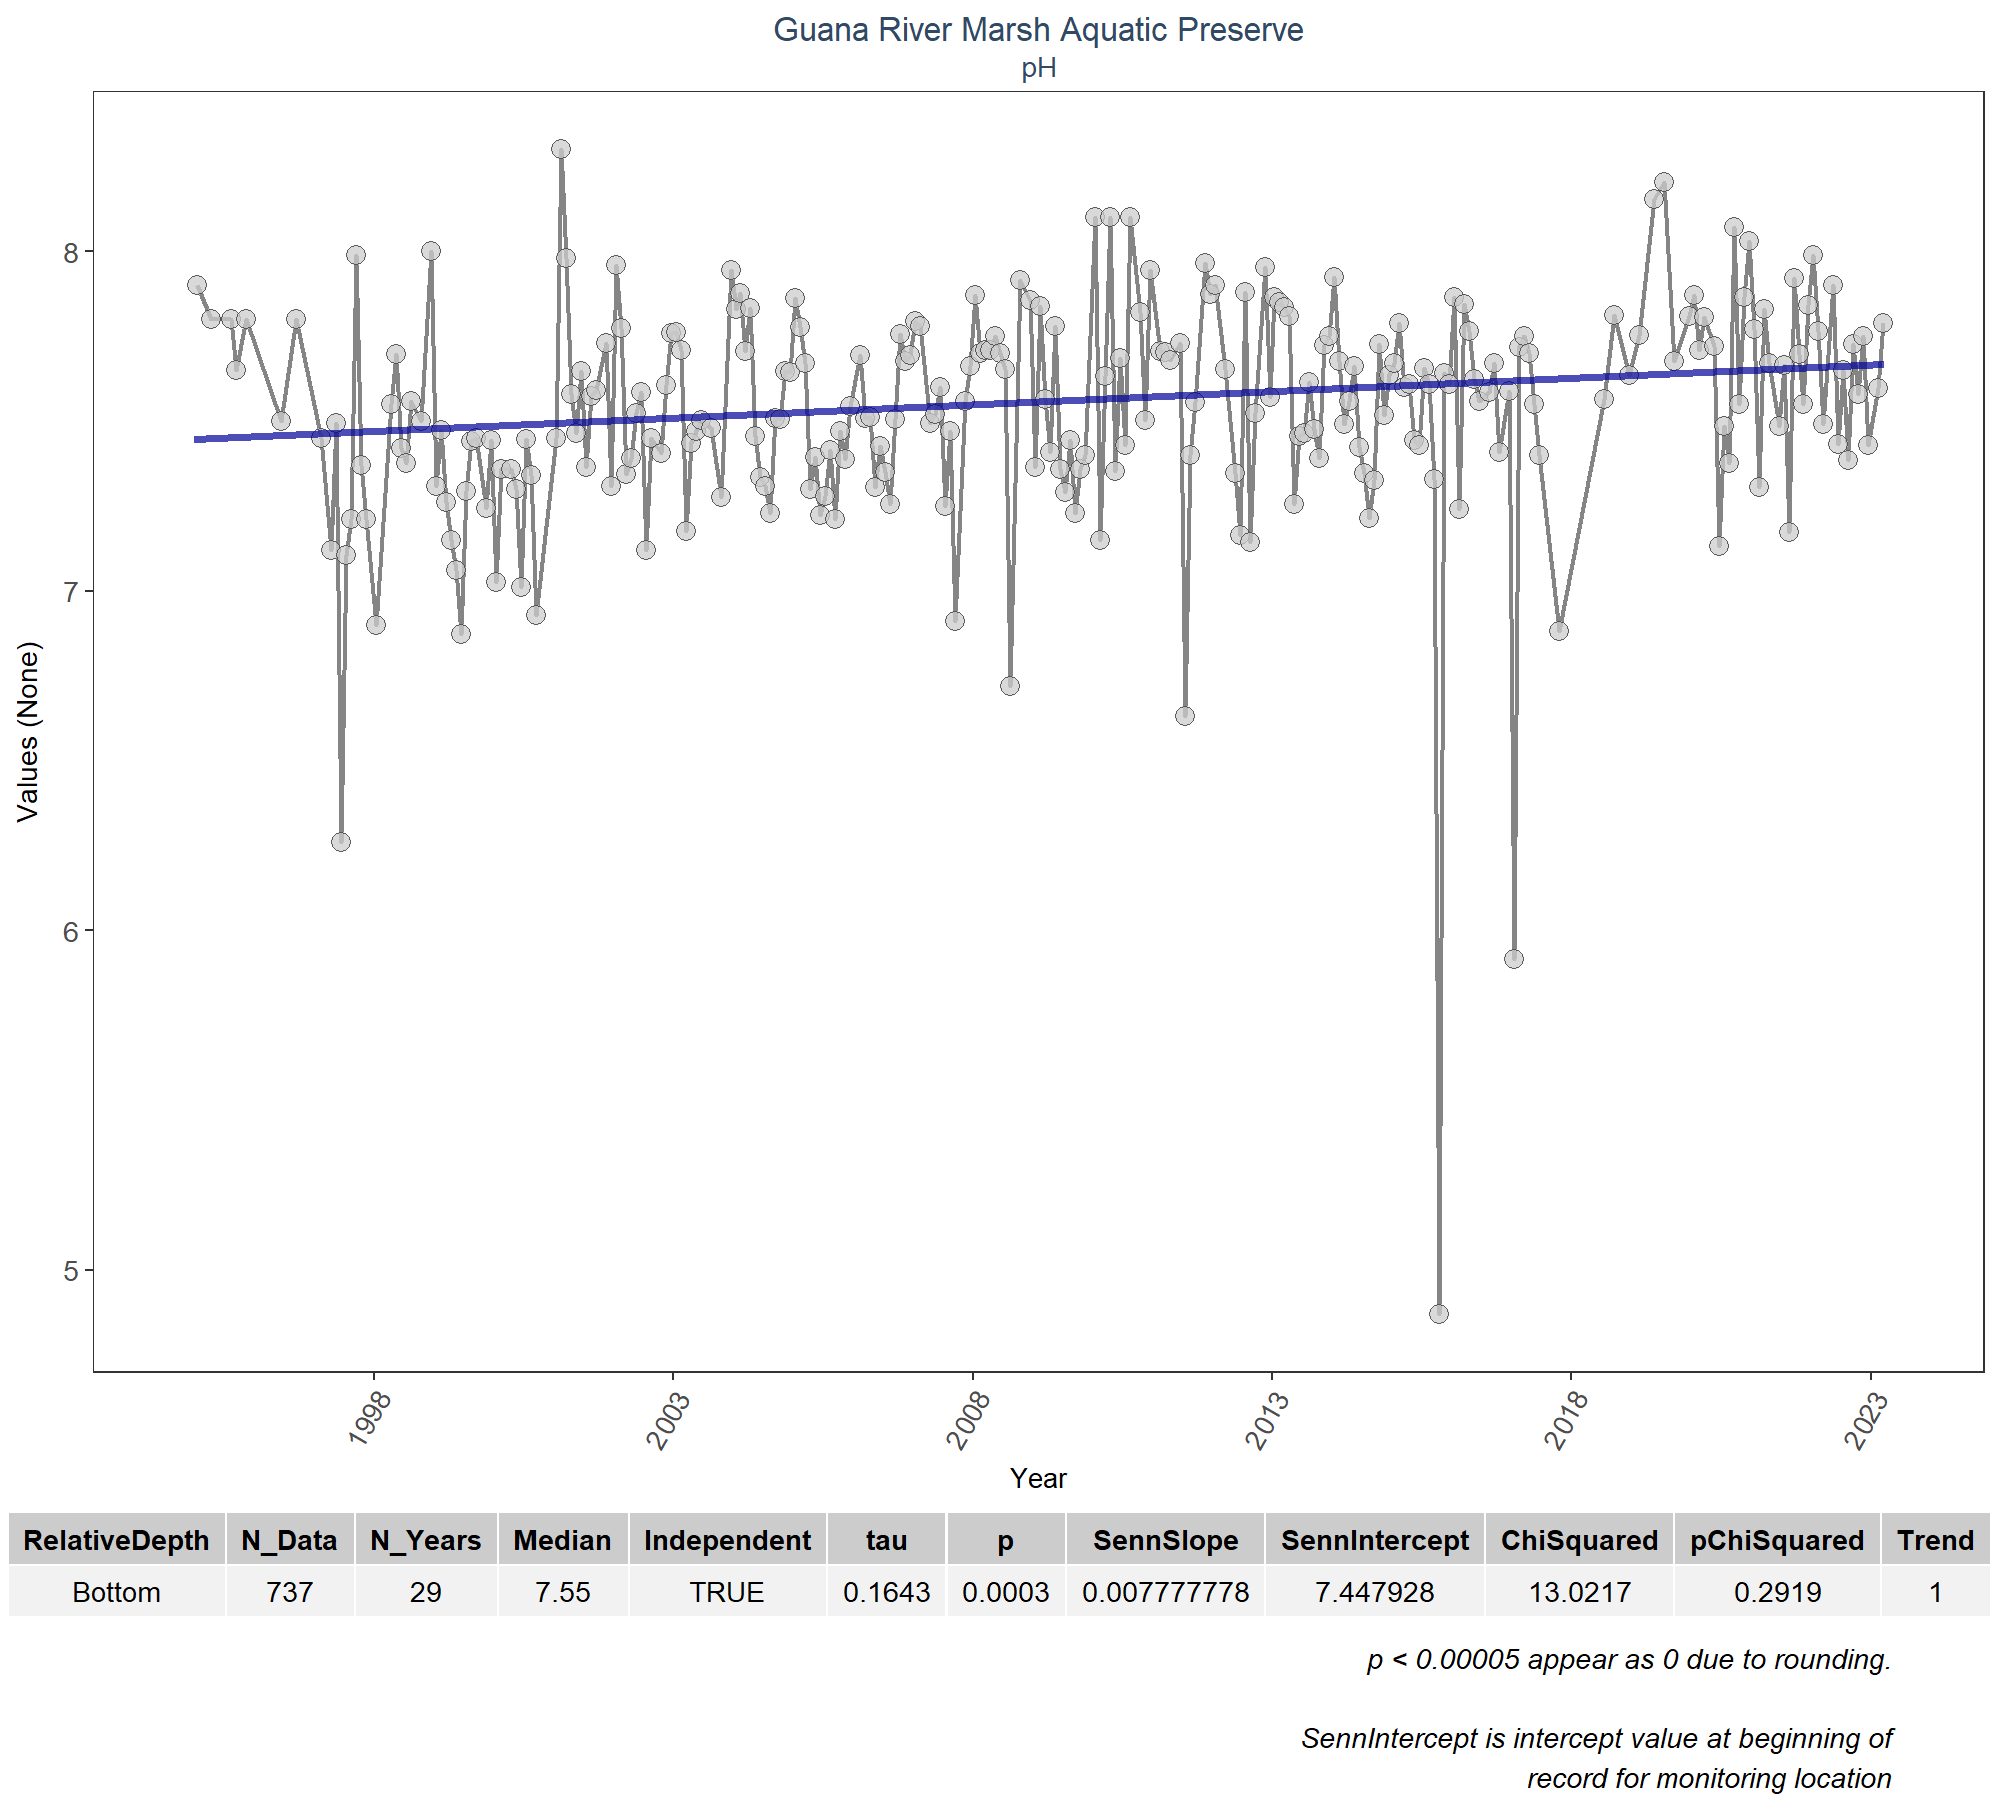 Guana River Marsh Aquatic Preserve
pH
Values (None)
8
7
6
5
1998 2003 2008 2013 2018 2023
Year
RelativeDepth N_Data N_Years Median Independent tau p SennSlope SennIntercept ChiSquared pChiSquared Trend
Bottom 737 29 7.55 TRUE 0.1643 0.0003 0.007777778 7.447928 13.0217 0.2919 1
p < 0.00005 appear as 0 due to rounding.
SennIntercept is intercept value at beginning of
record for monitoring location